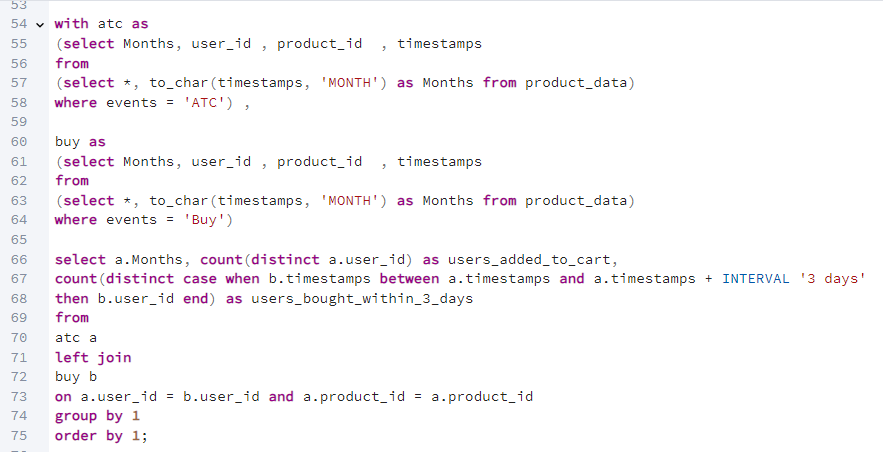 53
54 with atc as
55 (select Months, user_id , product_id  , timestamps
56 from
57 (select *, to_char(timestamps, 'MONTH') as Months from product_data)
58 where events = 'ATC') ,
59
60 buy as
61 (select Months, user_id , product_id  , timestamps
62 from
63 (select *, to_char(timestamps, 'MONTH') as Months from product_data)
64 where events = 'Buy')
65
66 select a.Months, count(distinct a.user_id) as users_added_to_cart,
67 count(distinct case when b.timestamps between a.timestamps and a.timestamps + INTERVAL '3 days'
68 then b.user_id end) as users_bought_within_3_days
69 from
70 atc a
71 left join
72 buy b
73 on a.user_id = b.user_id and a.product_id = a.product_id
74 group by 1
75 order by 1;